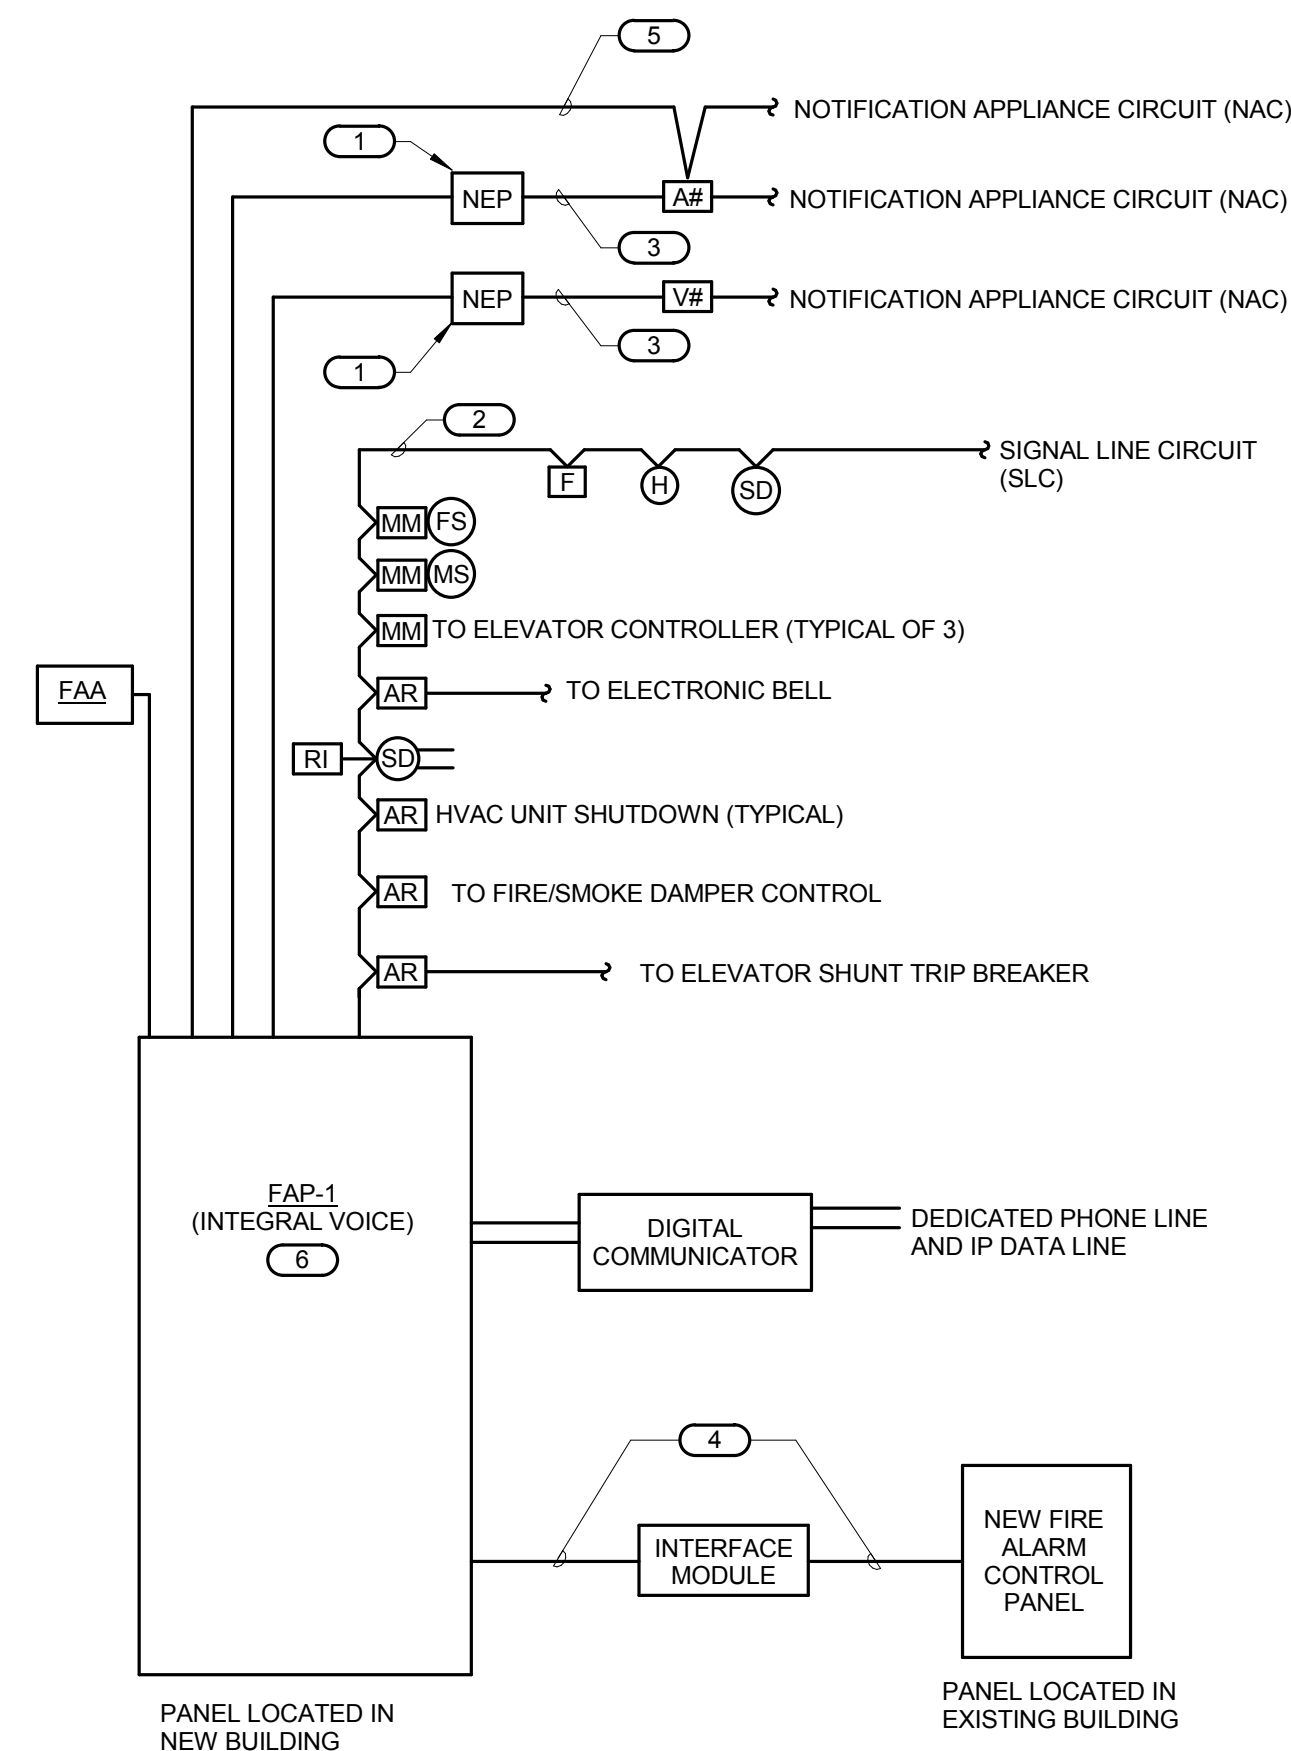 5
NOTIFICATION APPLIANCE CIRCUIT (NAC)
1
NEP
A#
NOTIFICATION APPLIANCE CIRCUIT (NAC)
3
NEP
V#
NOTIFICATION APPLIANCE CIRCUIT (NAC)
3
1
2
SIGNAL LINE CIRCUIT
(SLC)
F
H
SD
MM FS
MM MS
MM TO ELEVATOR CONTROLLER (TYPICAL OF 3)
FAA
AR TO ELECTRONIC BELL
RI SD
AR HVAC UNIT SHUTDOWN (TYPICAL)
AR TO FIRE/SMOKE DAMPER CONTROL
AR TO ELEVATOR SHUNT TRIP BREAKER
FAP-1
(INTEGRAL VOICE)
6
DIGITAL
COMMUNICATOR
DEDICATED PHONE LINE
AND IP DATA LINE
4
INTERFACE
MODULE
NEW FIRE
ALARM
CONTROL
PANEL
PANEL LOCATED IN
EXISTING BUILDING
PANEL LOCATED IN
NEW BUILDING